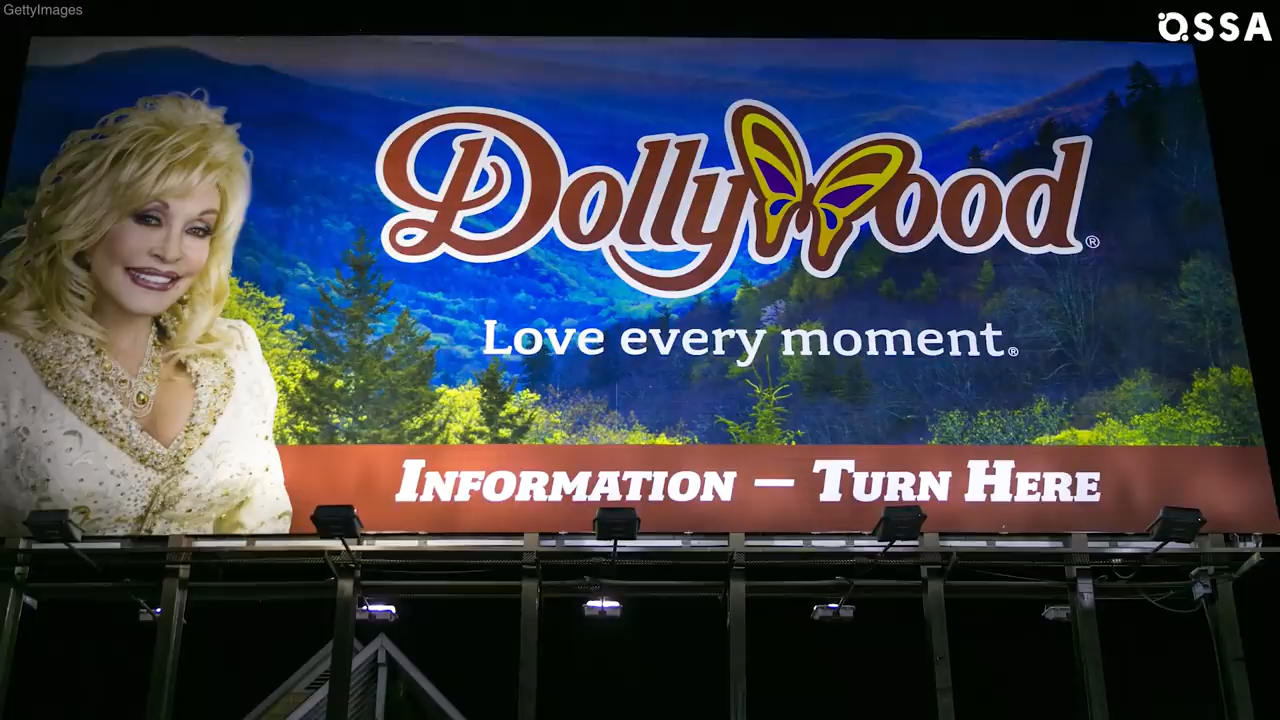 GettyImages
OSSA
DollyWood®
Love every moment.®
INFORMATION — TURN HERE